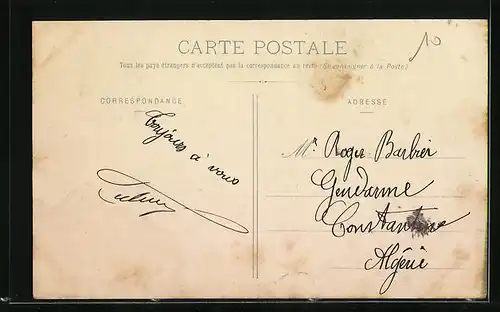 10
CARTE POSTALE
Tous les pays étrangers n'acceptent pas la correspondance au recto (Se renseigner à la Poste)
CORRESPONDANCE
ADRESSE
Toujours à vous
Mr Roger Barbier
Gendarme
Constantine
Algérie